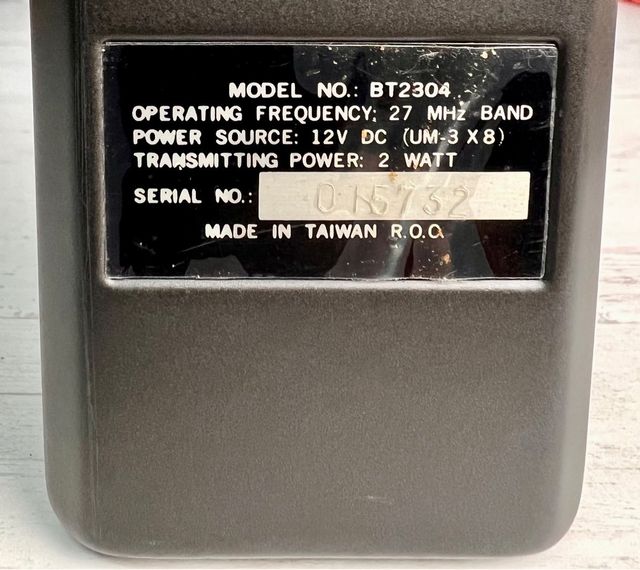 MODEL NO.: BT2304
OPERATING FREQUENCY: 27 MHz BAND
POWER SOURCE: 12V DC (UM-3 X 8)
TRANSMITTING POWER: 2 WATT
SERIAL NO.: 015732
MADE IN TAIWAN R.O.C.